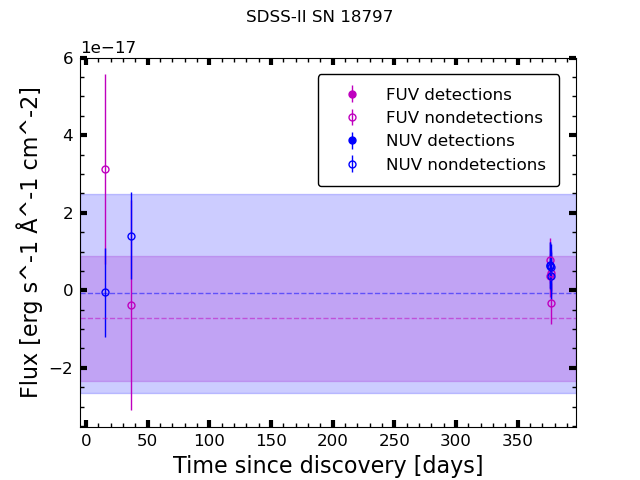 SDSS-II SN 18797
1e−17
6
4
2
0
−2
Flux [erg s^-1 Å^-1 cm^-2]
FUV detections
FUV nondetections
NUV detections
NUV nondetections
0 50 100 150 200 250 300 350
Time since discovery [days]